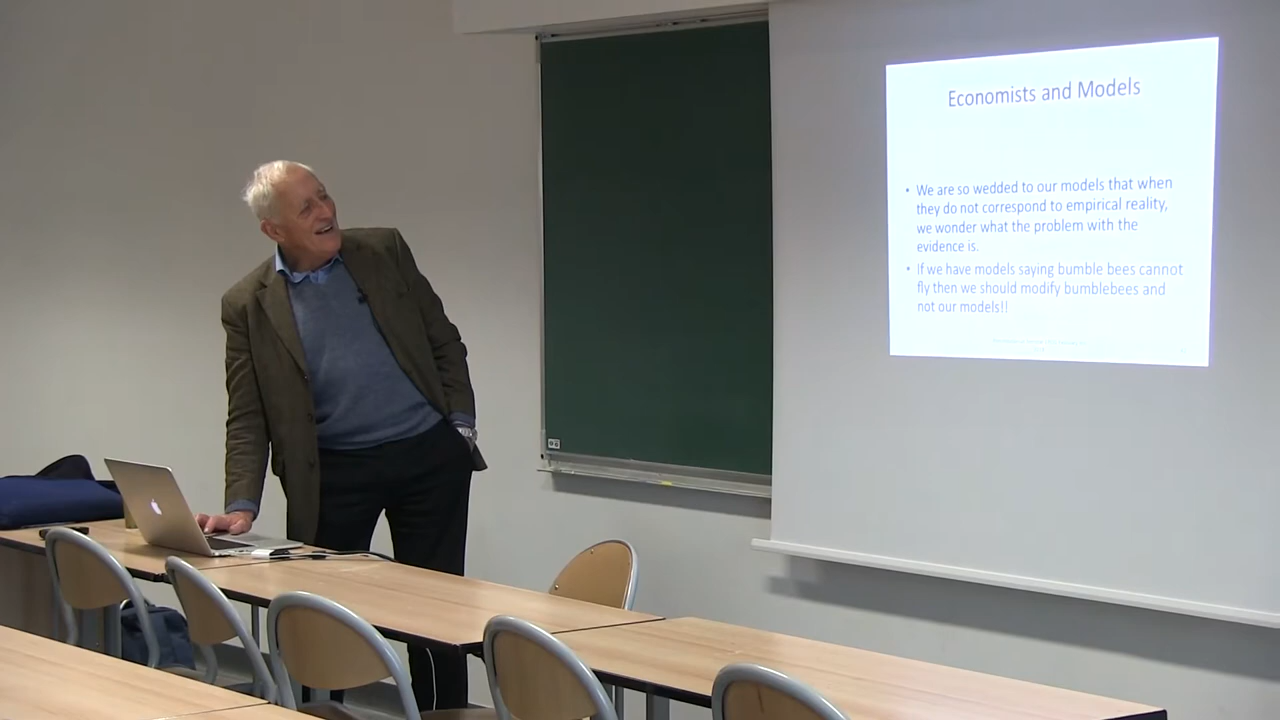 Economists and Models
• We are so wedded to our models that when
they do not correspond to empirical reality,
we wonder what the problem with the
evidence is.
• If we have models saying bumble bees cannot
fly then we should modify bumblebees and
not our models!!